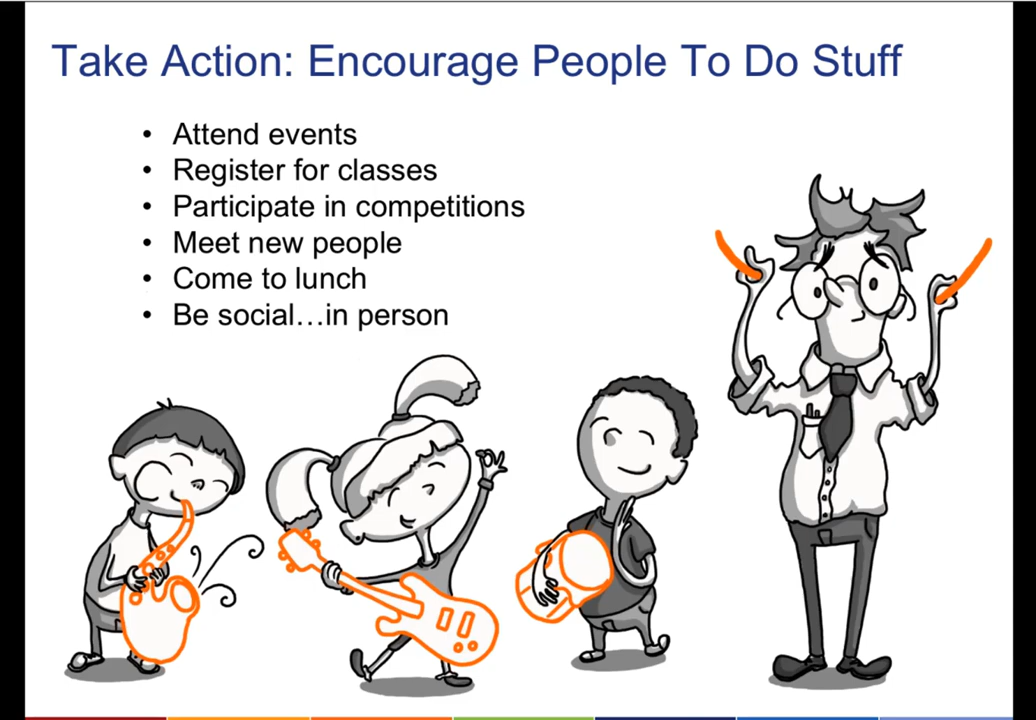 Take Action: Encourage People To Do Stuff
• Attend events
• Register for classes
• Participate in competitions
• Meet new people
• Come to lunch
• Be social…in person